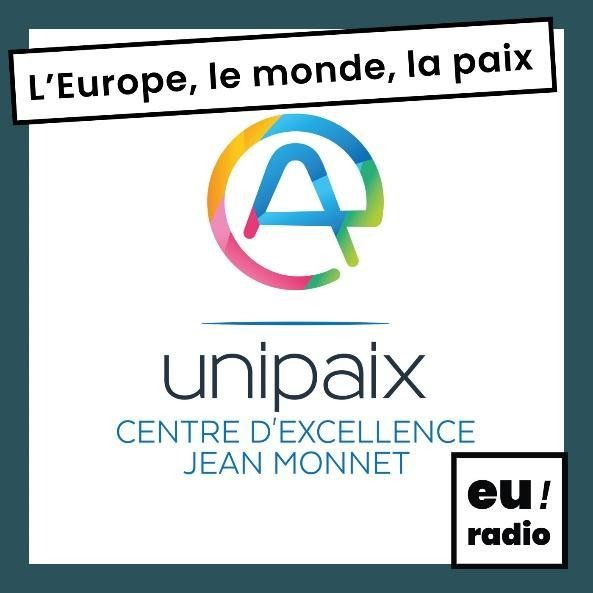 L'Europe, le monde, la paix
unipaix
CENTRE D'EXCELLENCE
JEAN MONNET
eu!
radio